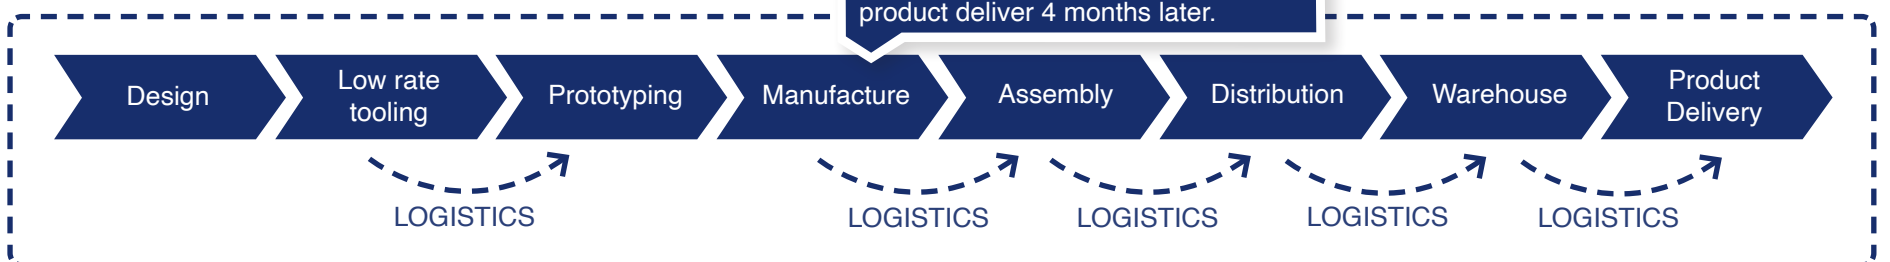 product deliver 4 months later.
Design
Low rate
tooling
Prototyping
Manufacture
Assembly
Distribution
Warehouse
Product
Delivery
LOGISTICS
LOGISTICS
LOGISTICS
LOGISTICS
LOGISTICS